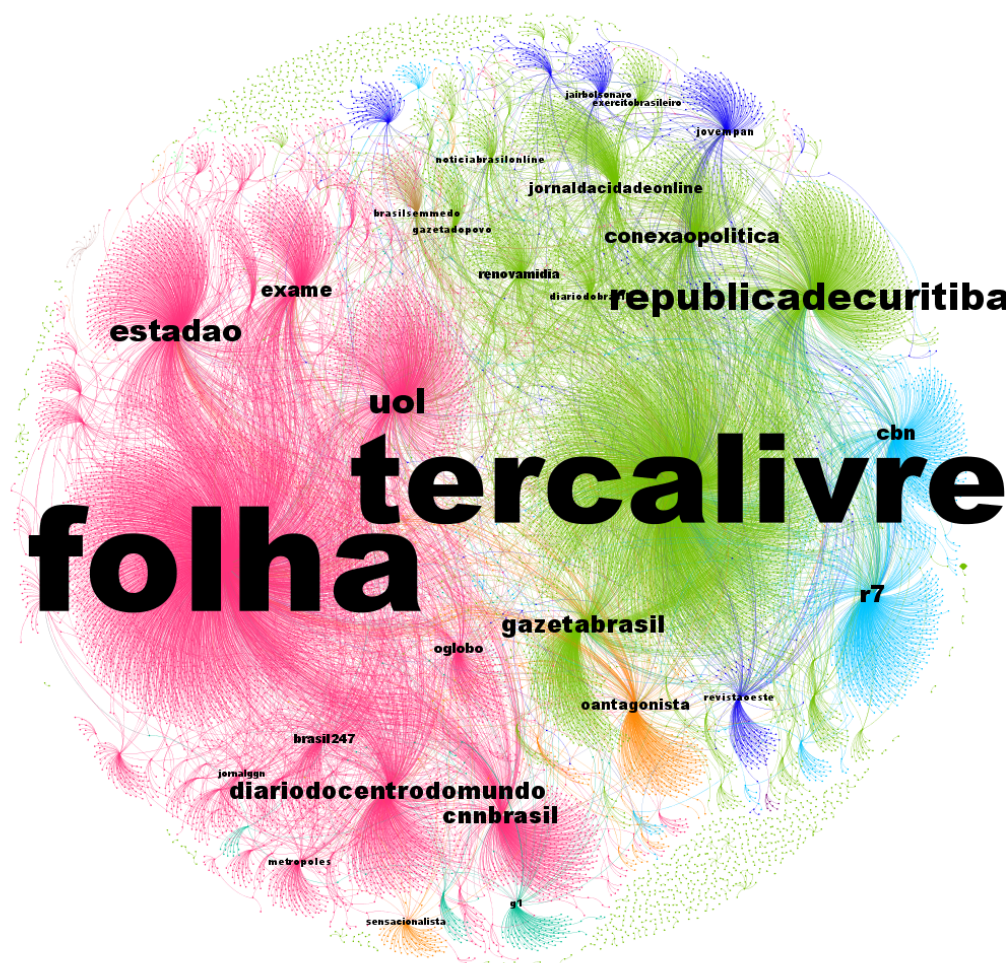 jairbolsonaro
exercitobrasileiro
jovempan
noticiabrasilonline
jornaldacidadeonline
brasilsemmedo
gazetadopovo
conexaopolitica
renovamidia
exame
republicadecuritiba
estadao
uol
cbn
tercalivre
folha
r7
gazetabrasil
oglobo
revistaoeste
oantagonista
brasil247
jornalggn
diariodocentrodomundo
cnnbrasil
metropoles
g1
sensacionalista